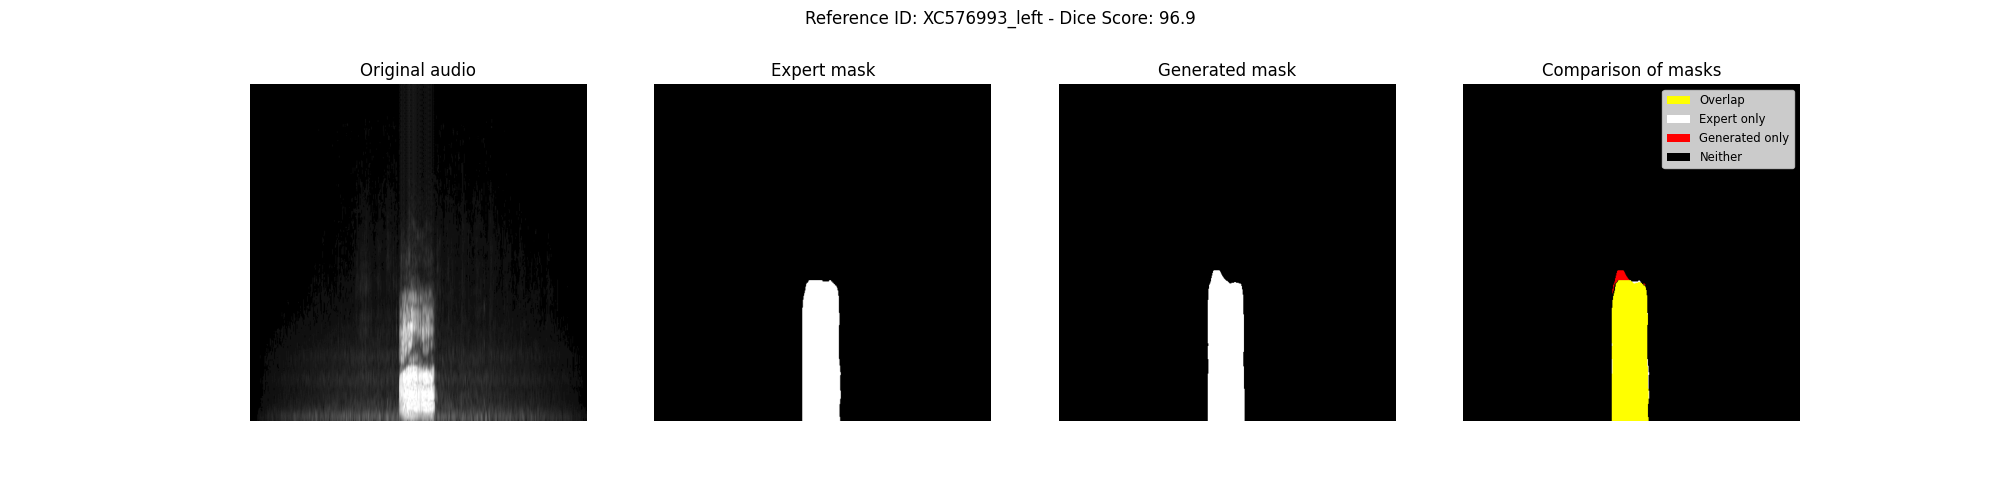 Reference ID: XC576993_left - Dice Score: 96.9
Original audio
Expert mask
Generated mask
Comparison of masks
Overlap
Expert only
Generated only
Neither